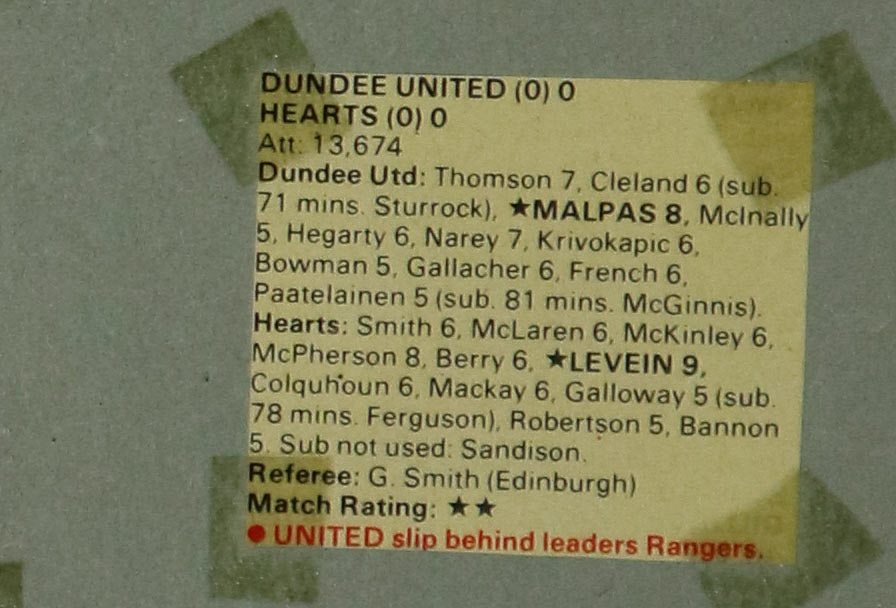 DUNDEE UNITED (0) 0
HEARTS (0) 0
Att: 13,674
Dundee Utd: Thomson 7, Cleland 6 (sub.
71 mins. Sturrock), ★MALPAS 8, McInally
5, Hegarty 6, Narey 7, Krivokapic 6,
Bowman 5, Gallacher 6, French 6,
Paatelainen 5 (sub. 81 mins. McGinnis).
Hearts: Smith 6, McLaren 6, McKinley 6,
McPherson 8, Berry 6, ★LEVEIN 9,
Colquhoun 6, Mackay 6, Galloway 5 (sub.
78 mins. Ferguson), Robertson 5, Bannon
5. Sub not used: Sandison.
Referee: G. Smith (Edinburgh)
Match Rating: ★★
● UNITED slip behind leaders Rangers.